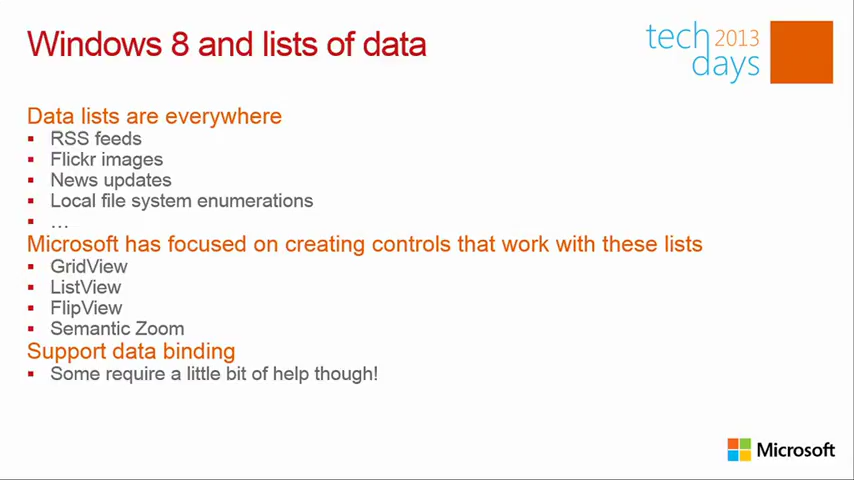 Windows 8 and lists of data
tech 2013
days
Data lists are everywhere
▪ RSS feeds
▪ Flickr images
▪ News updates
▪ Local file system enumerations
▪ …
Microsoft has focused on creating controls that work with these lists
▪ GridView
▪ ListView
▪ FlipView
▪ Semantic Zoom
Support data binding
▪ Some require a little bit of help though!
Microsoft